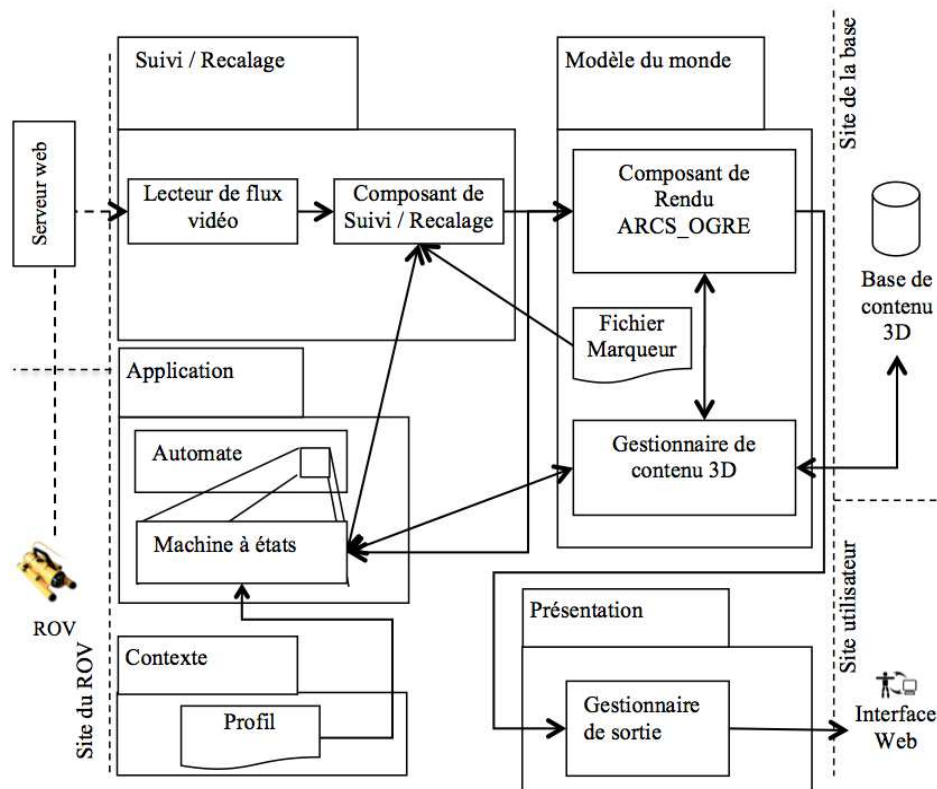 Suivi / Recalage
Modèle du monde
Site de la base
Serveur web
Lecteur de flux
vidéo
Composant de
Suivi / Recalage
Composant de
Rendu
ARCS_OGRE
Base de
contenu
3D
Fichier
Marqueur
Application
Automate
Gestionnaire de
contenu 3D
Machine à états
ROV
Site du ROV
Contexte
Profil
Présentation
Gestionnaire
de sortie
Site utilisateur
Interface
Web